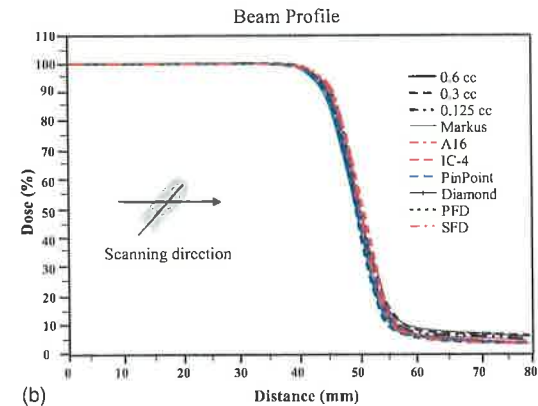 Beam Profile
110
100
90
80
70
60
50
40
30
20
10
0
Dose (%)
0.6 cc
0.3 cc
0.125 cc
Markus
A16
IC-4
PinPoint
Diamond
PFD
SFD
Scanning direction
0 10 20 30 40 50 60 70 80
Distance (mm)
(b)